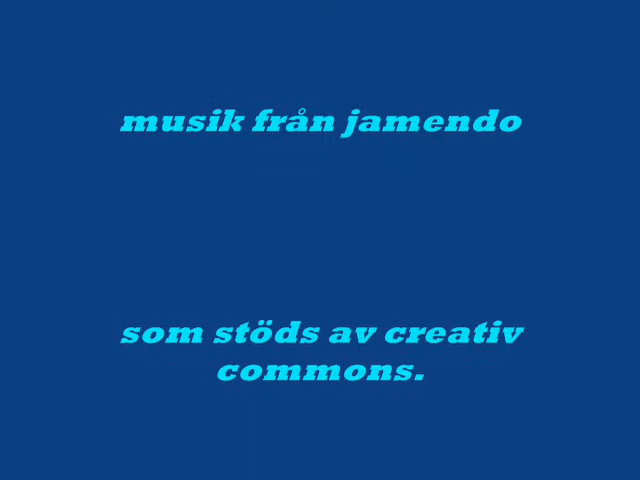 musik från jamendo
som stöds av creativ
commons.